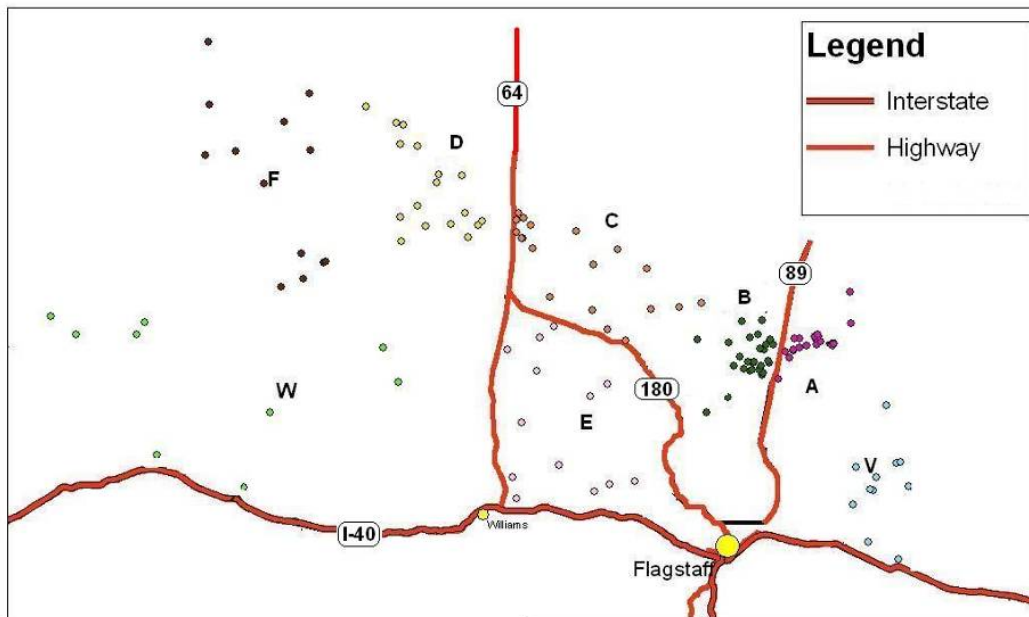 Legend
Interstate
Highway
64
D
F
C
89
B
W
E
180
A
V
I-40
Williams
Flagstaff